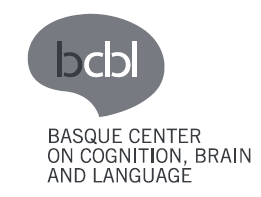 bcbl
BASQUE CENTER
ON COGNITION, BRAIN
AND LANGUAGE